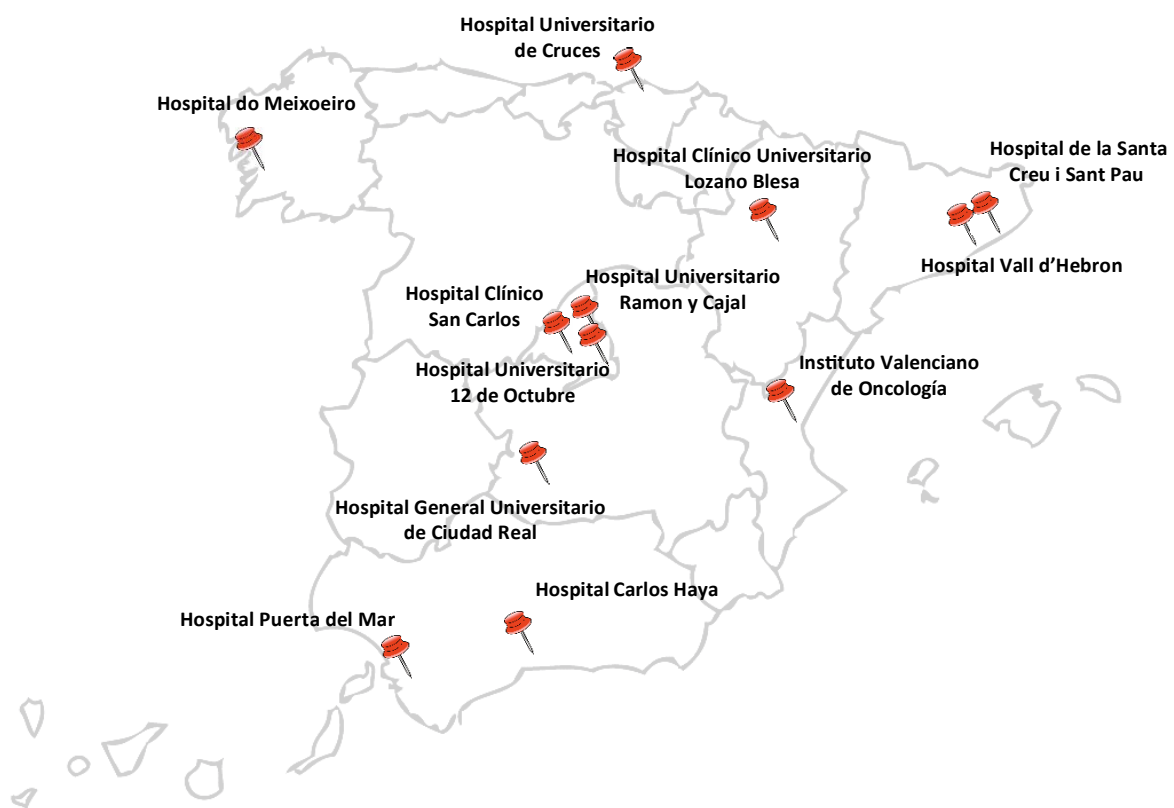 Hospital Universitario
de Cruces
Hospital do Meixoeiro
Hospital Clínico Universitario
Lozano Blesa
Hospital de la Santa
Creu i Sant Pau
Hospital Vall d’Hebron
Hospital Universitario
Ramon y Cajal
Hospital Clínico
San Carlos
Hospital Universitario
12 de Octubre
Instituto Valenciano
de Oncología
Hospital General Universitario
de Ciudad Real
Hospital Carlos Haya
Hospital Puerta del Mar